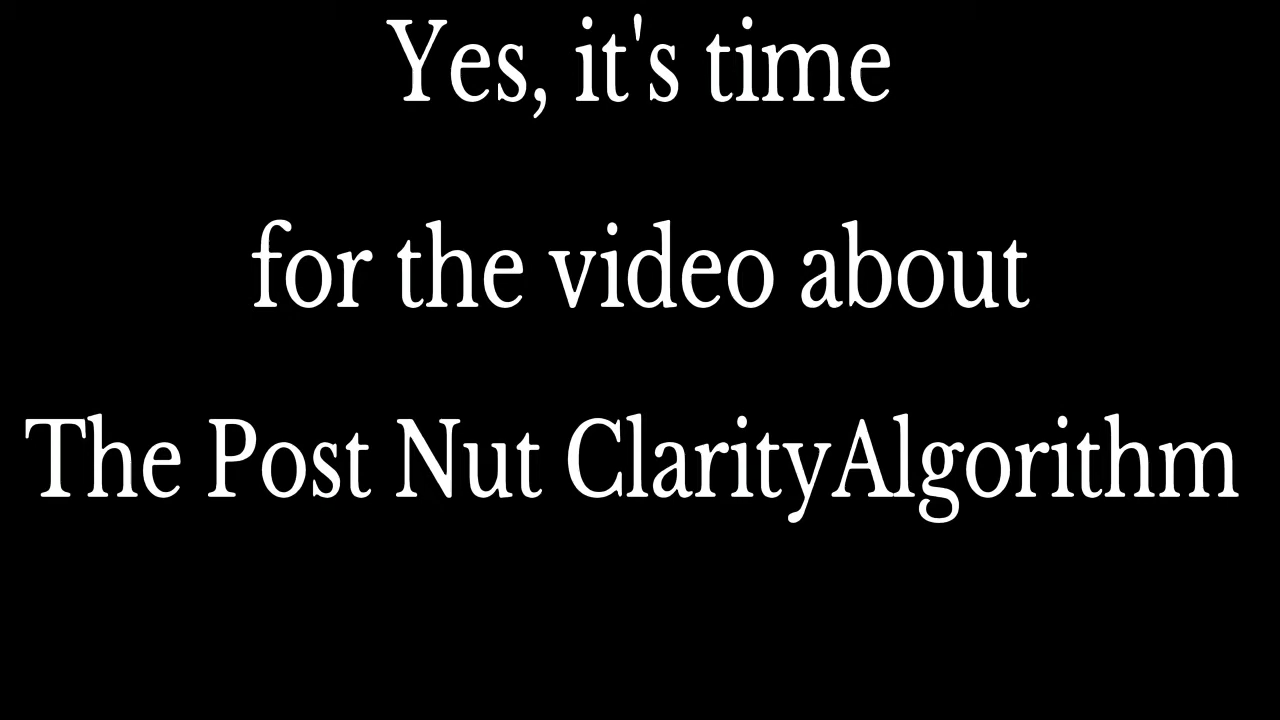 Yes, it's time
for the video about
The Post Nut ClarityAlgorithm